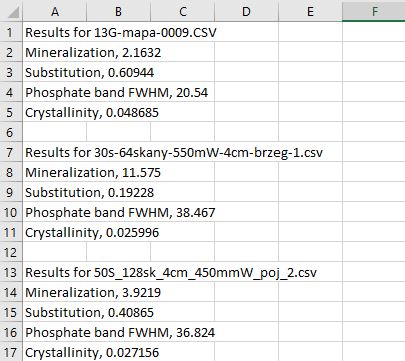 A B C D E F
1 Results for 13G-mapa-0009.CSV
2 Mineralization, 2.1632
3 Substitution, 0.60944
4 Phosphate band FWHM, 20.54
5 Crystallinity, 0.048685
6
7 Results for 30s-64skany-550mW-4cm-brzeg-1.csv
8 Mineralization, 11.575
9 Substitution, 0.19228
10 Phosphate band FWHM, 38.467
11 Crystallinity, 0.025996
12
13 Results for 50S_128sk_4cm_450mmW_poj_2.csv
14 Mineralization, 3.9219
15 Substitution, 0.40865
16 Phosphate band FWHM, 36.824
17 Crystallinity, 0.027156